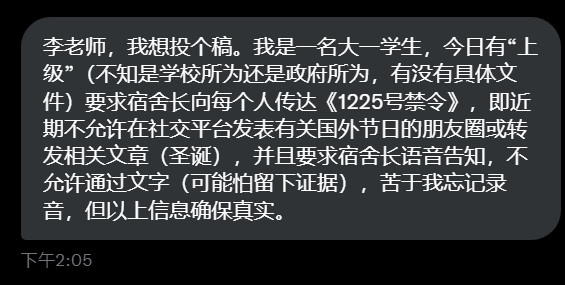 李老师，我想投个稿。我是一名大一学生，今日有“上
级”（不知是学校所为还是政府所为，有没有具体文
件）要求宿舍长向每个人传达《1225号禁令》，即近
期不允许在社交平台发表有关国外节日的朋友圈或转
发相关文章（圣诞），并且要求宿舍长语音告知，不
允许通过文字（可能怕留下证据），苦于我忘记录
音，但以上信息确保真实。
下午2:05